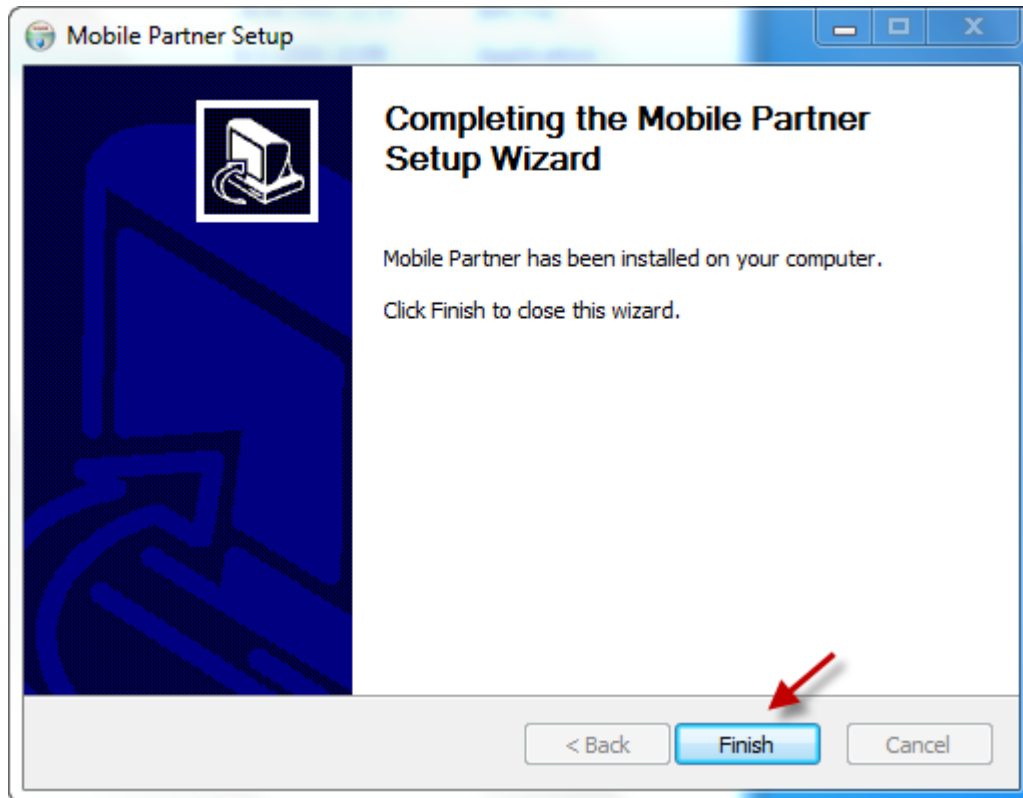 Mobile Partner Setup
Completing the Mobile Partner
Setup Wizard
Mobile Partner has been installed on your computer.
Click Finish to close this wizard.
< Back
Finish
Cancel